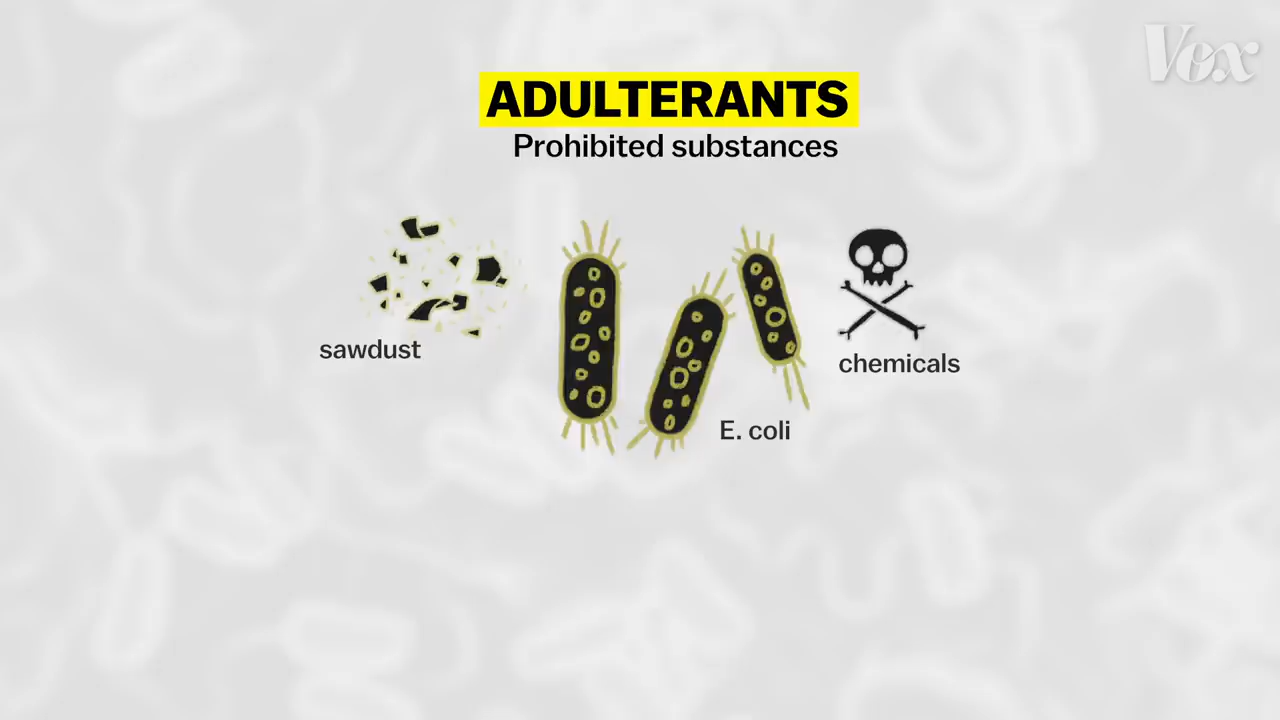 Vox
ADULTERANTS
Prohibited substances
sawdust
chemicals
E. coli